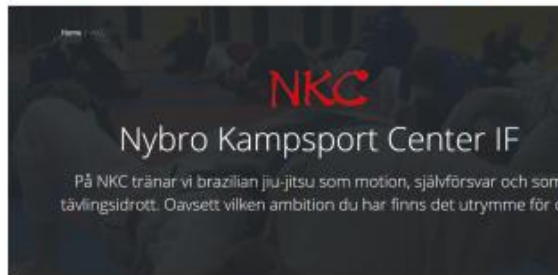 Home
NKC
Nybro Kampsport Center IF
På NKC tränar vi brazilian jiu-jitsu som motion, självförsvar och som
tävlingsidrott. Oavsett vilken ambition du har finns det utrymme för